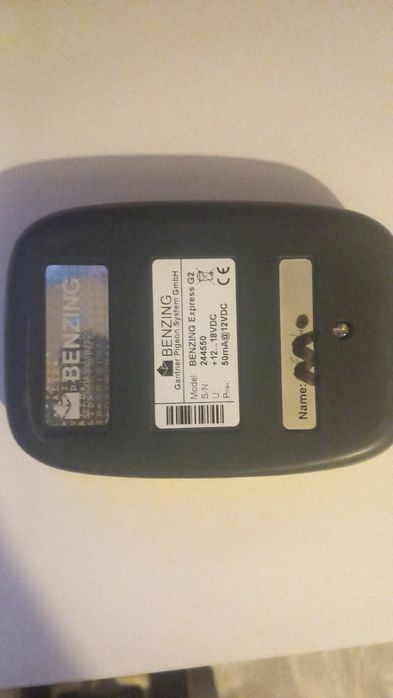 BENZING
BENZING
Gantner Pigeon System GmbH
Model: BENZING Express G2
S/N: 244550
U: +12...18VDC
Pmax: 50mA@12VDC
CE
Name: